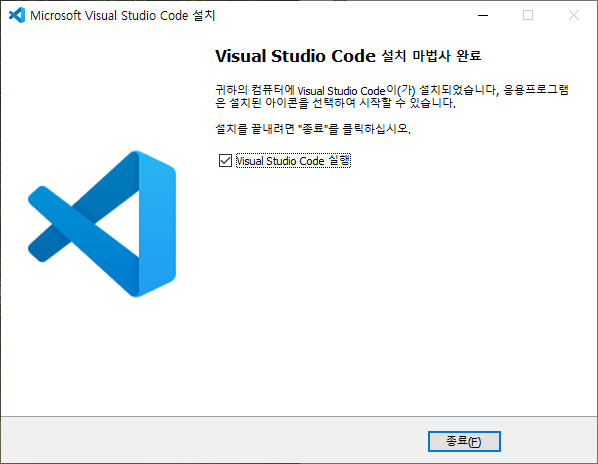 Microsoft Visual Studio Code 설치
Visual Studio Code 설치 마법사 완료
귀하의 컴퓨터에 Visual Studio Code이(가) 설치되었습니다, 응용프로그램
은 설치된 아이콘을 선택하여 시작할 수 있습니다.
설치를 끝내려면 "종료"를 클릭하십시오.
Visual Studio Code 실행
종료(F)